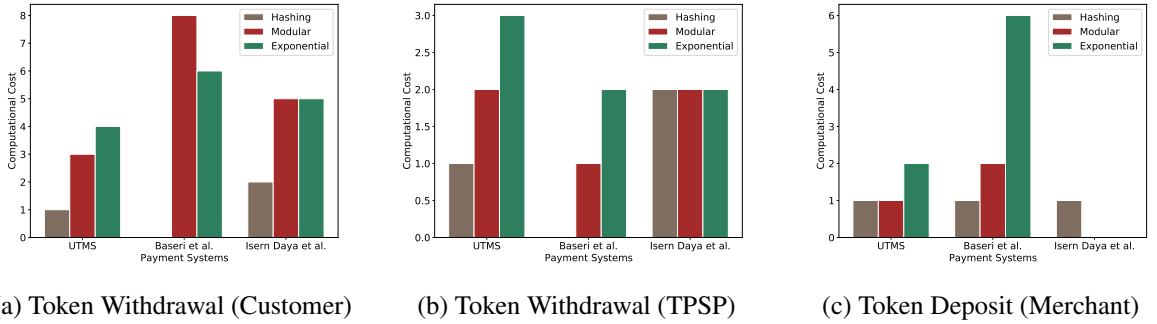 8
7
6
5
4
3
2
1
0
Computational Cost
Hashing
Modular
Exponential
UTMS
Baseri et al.
Isern Daya et al.
Payment Systems
(a) Token Withdrawal (Customer)
3.0
2.5
2.0
1.5
1.0
0.5
0.0
Computational Cost
Hashing
Modular
Exponential
UTMS
Baseri et al.
Isern Daya et al.
Payment Systems
(b) Token Withdrawal (TPSP)
6
5
4
3
2
1
0
Computational Cost
Hashing
Modular
Exponential
UTMS
Baseri et al.
Isern Daya et al.
Payment Systems
(c) Token Deposit (Merchant)